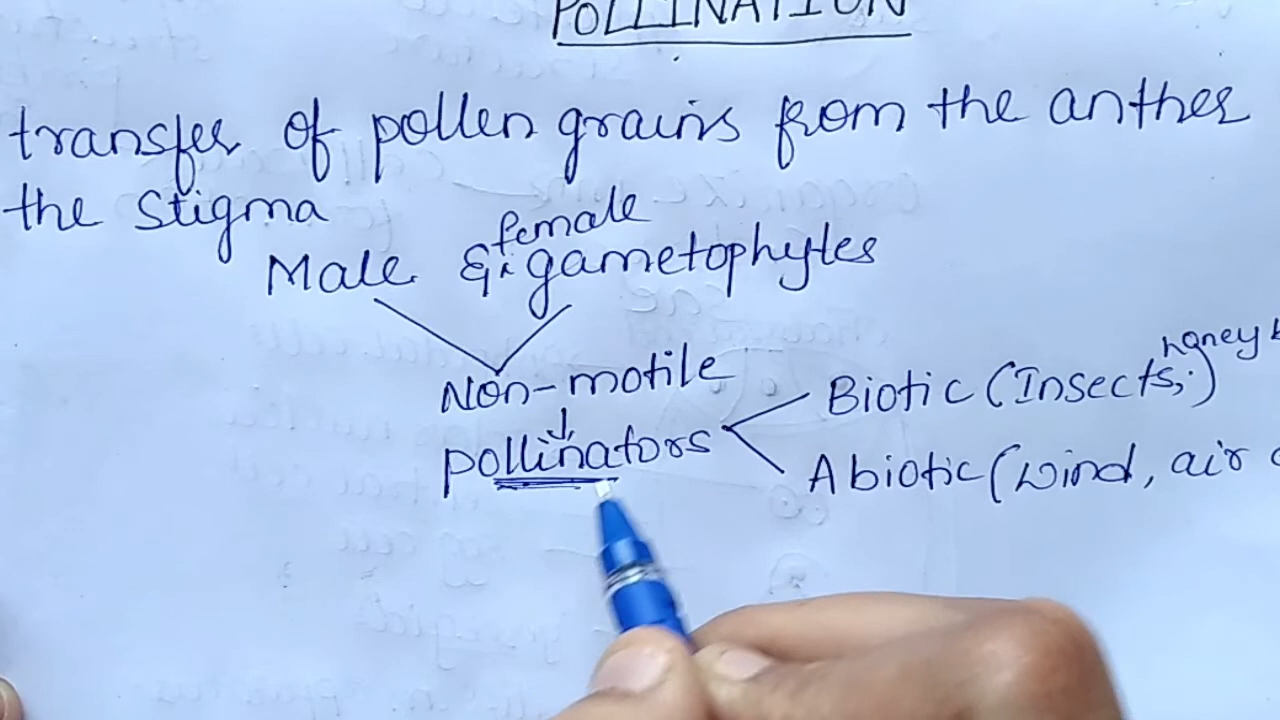 POLLINATION
transfer of pollen grains from the anther
the stigma
female
Male & gametophytes
Non-motile
honey
Biotic (Insects, )
pollinators
Abiotic (wind, air